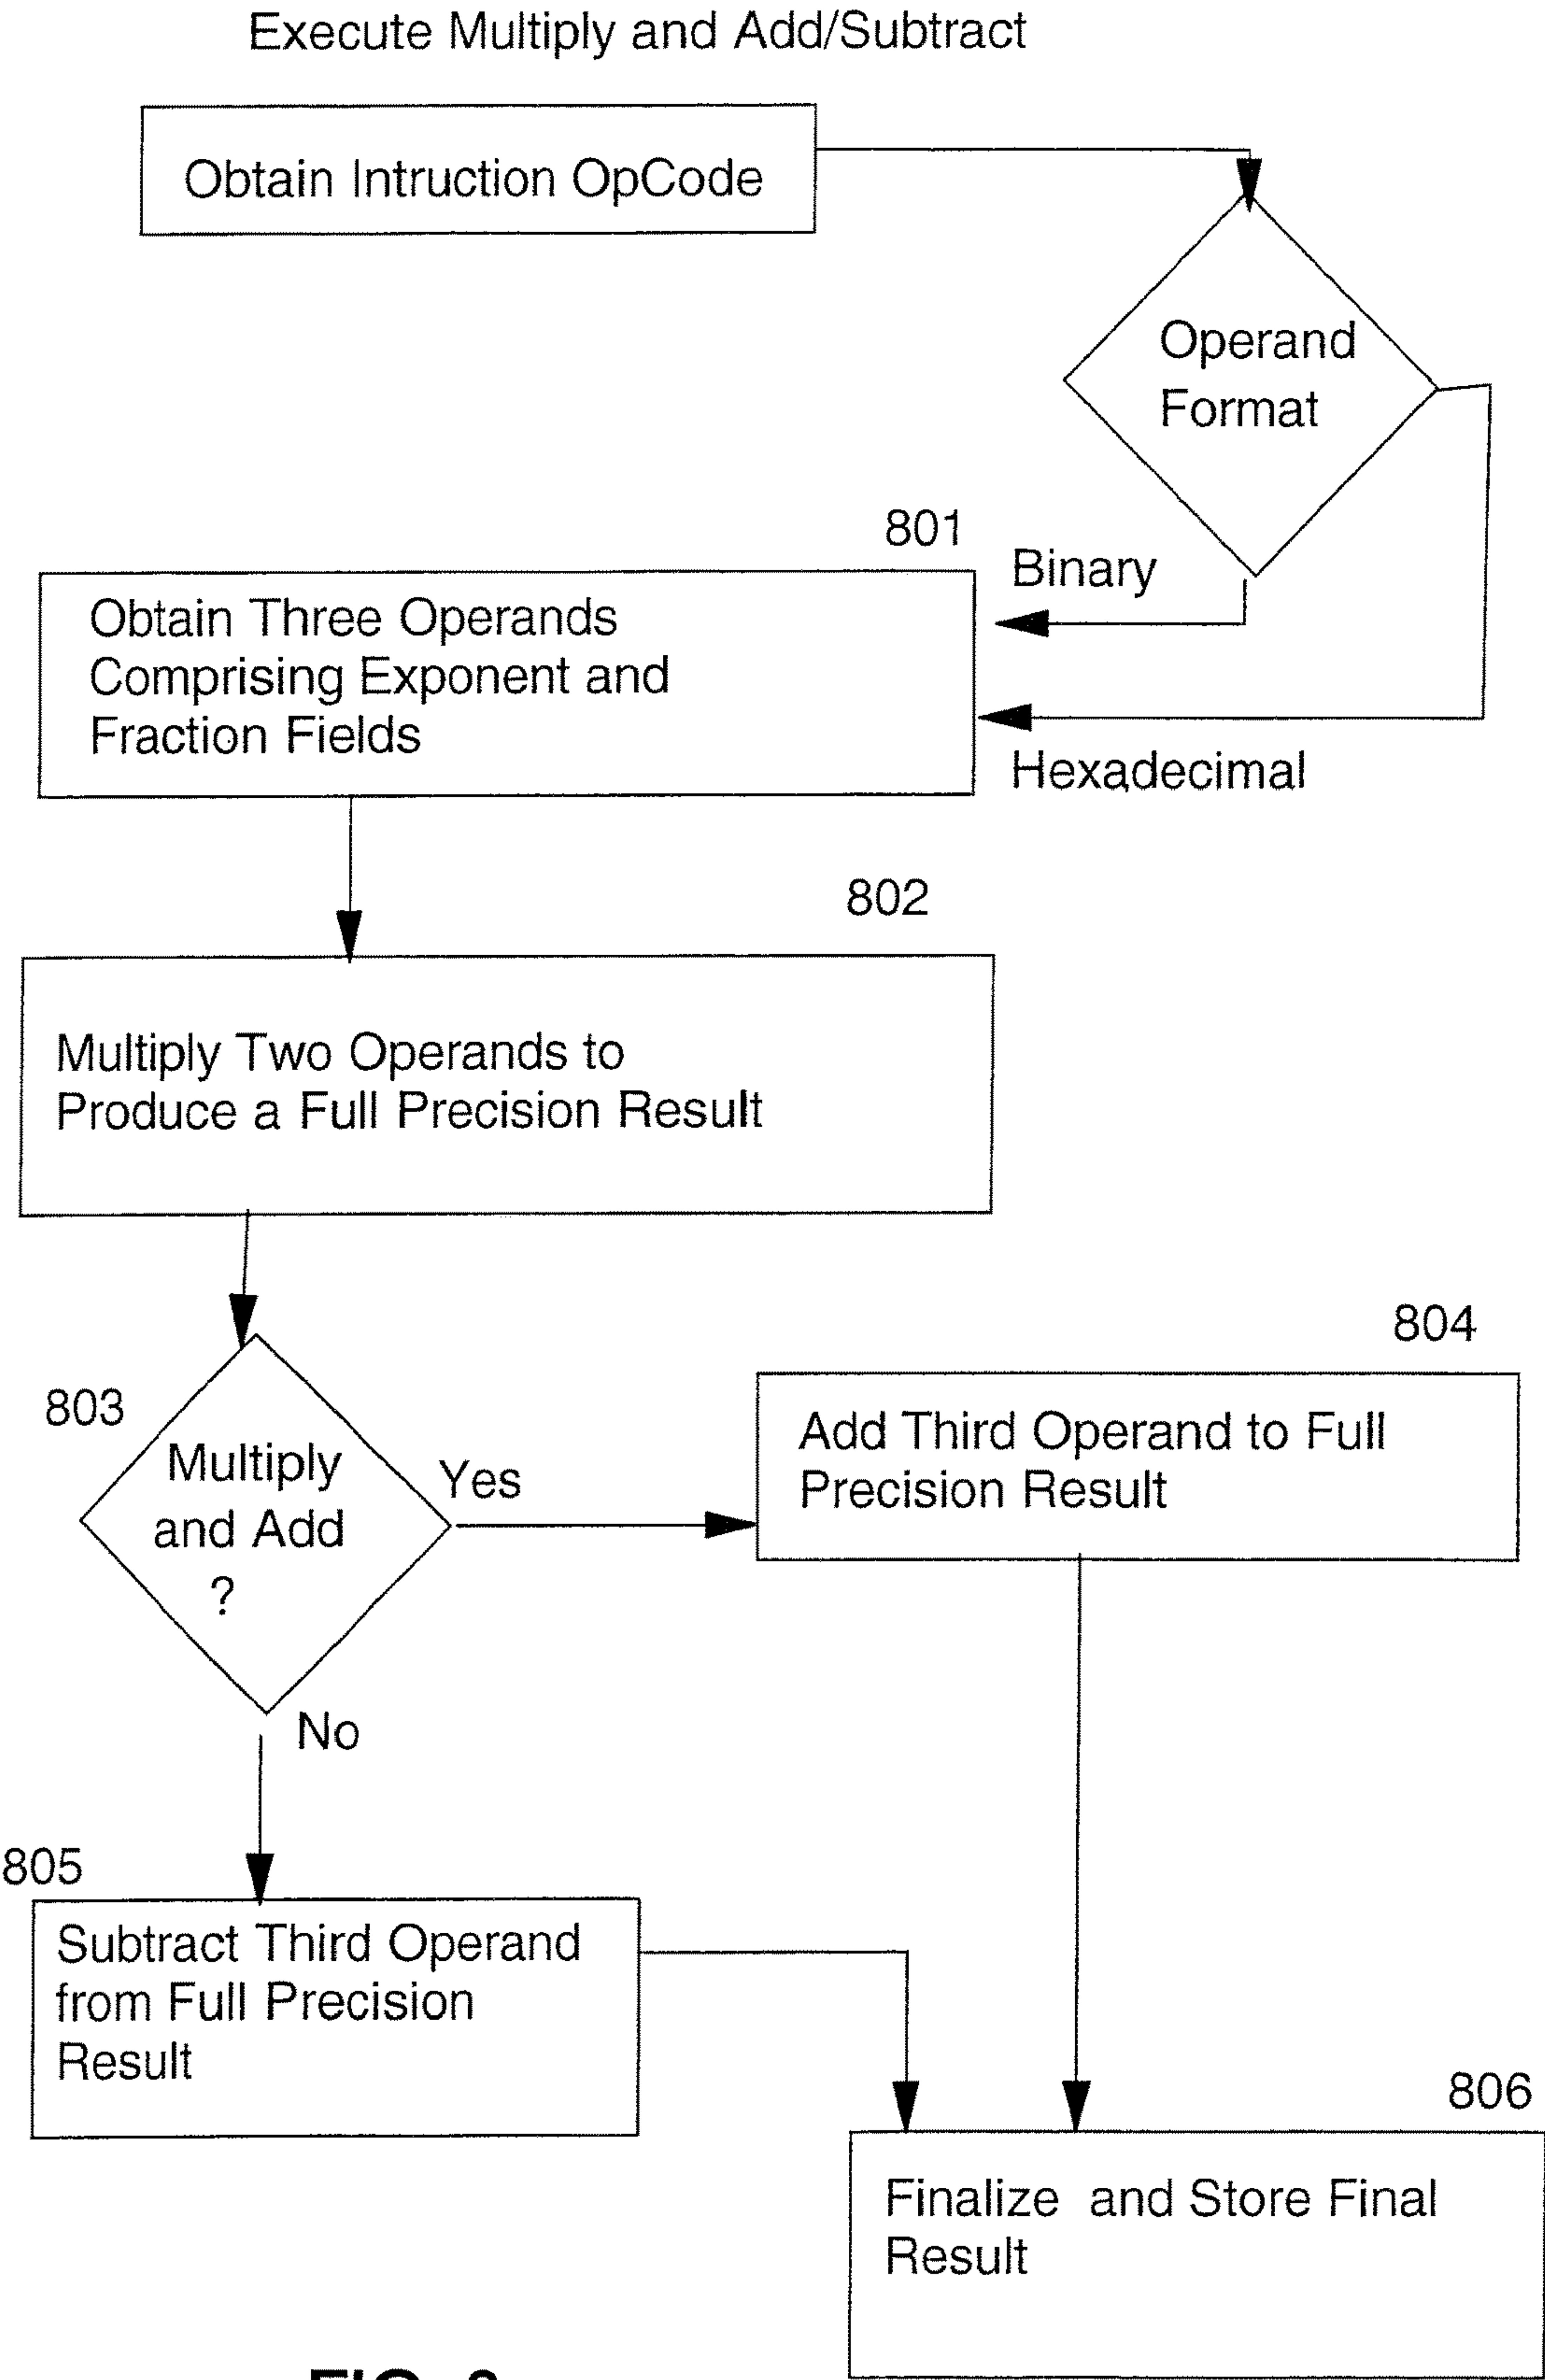 Execute Multiply and Add/Subtract
Obtain Intruction OpCode
Operand
Format
801
Binary
Obtain Three Operands
Comprising Exponent and
Fraction Fields
Hexadecimal
802
Multiply Two Operands to
Produce a Full Precision Result
803
Multiply
and Add
?
Yes
No
804
Add Third Operand to Full
Precision Result
805
Subtract Third Operand
from Full Precision
Result
806
Finalize and Store Final
Result
FIG.